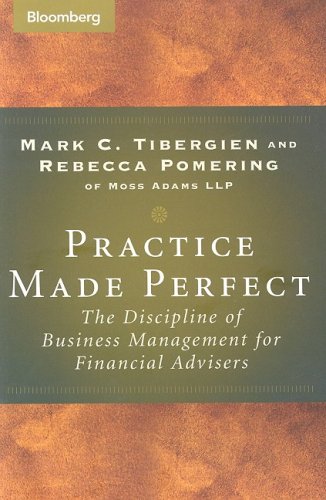 Bloomberg
MARK C. TIBERGIEN AND
REBECCA POMERING
OF MOSS ADAMS LLP
PRACTICE
MADE PERFECT
The Discipline of
Business Management for
Financial Advisers